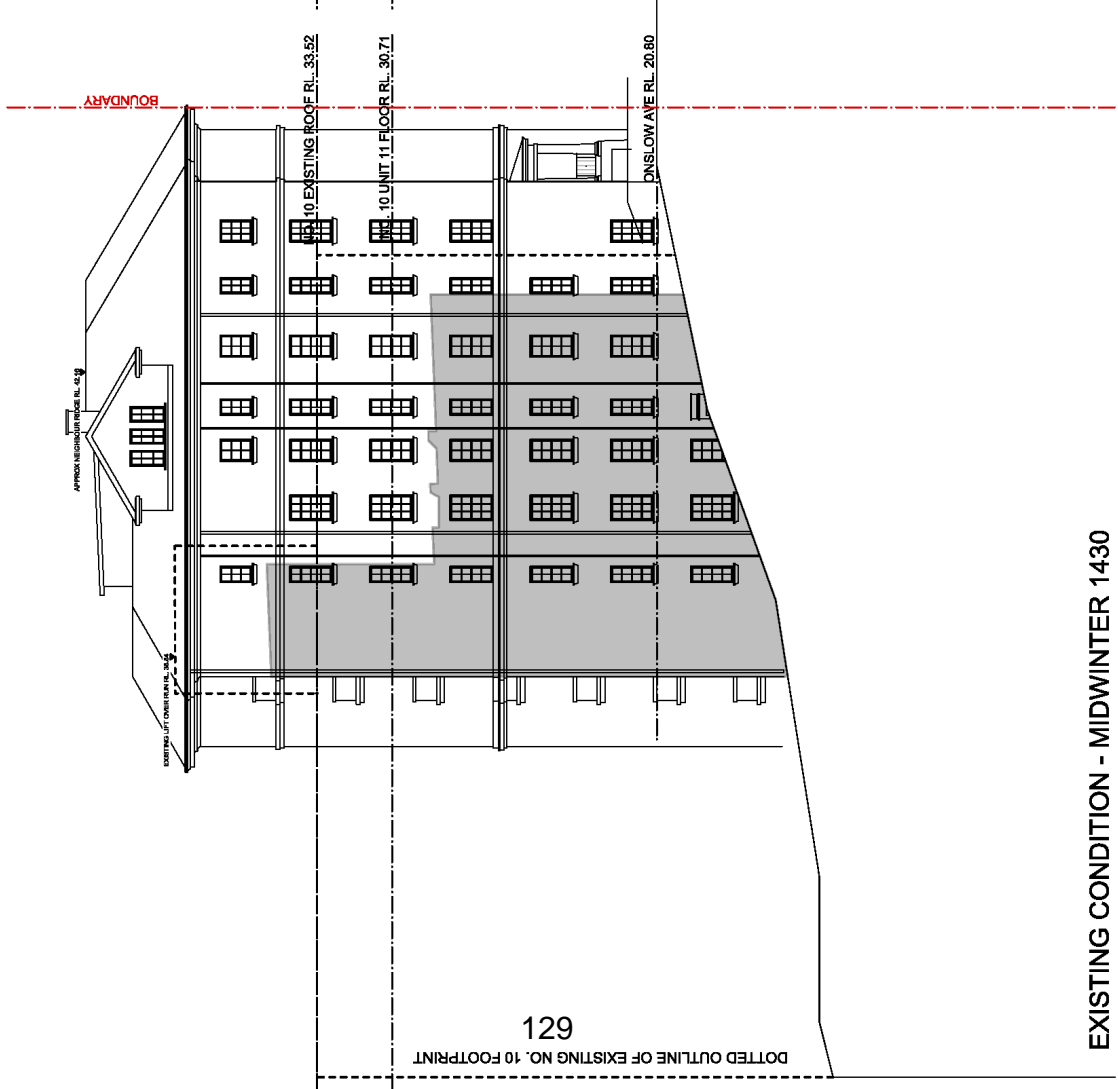 BOUNDARY
NO. 10 EXISTING ROOF RL. 33.52
NO. 10 UNIT 11 FLOOR RL. 30.71
ONSLOW AVE RL. 20.80
APPROX NEIGHBOUR RIDGE RL. 42.10
EXISTING LIFT OVER RUN RL.
129
DOTTED OUTLINE OF EXISTING NO. 10 FOOTPRINT
EXISTING CONDITION - MIDWINTER 1430